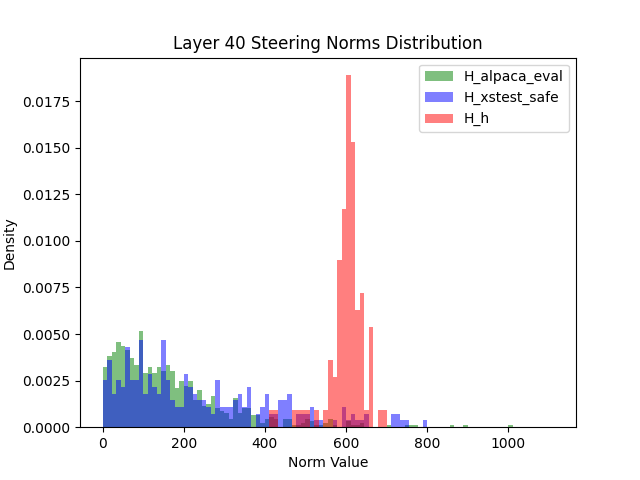 Layer 40 Steering Norms Distribution
H_alpaca_eval
H_xstest_safe
H_h
0.0175
0.0150
0.0125
0.0100
0.0075
0.0050
0.0025
0.0000
Density
0 200 400 600 800 1000
Norm Value